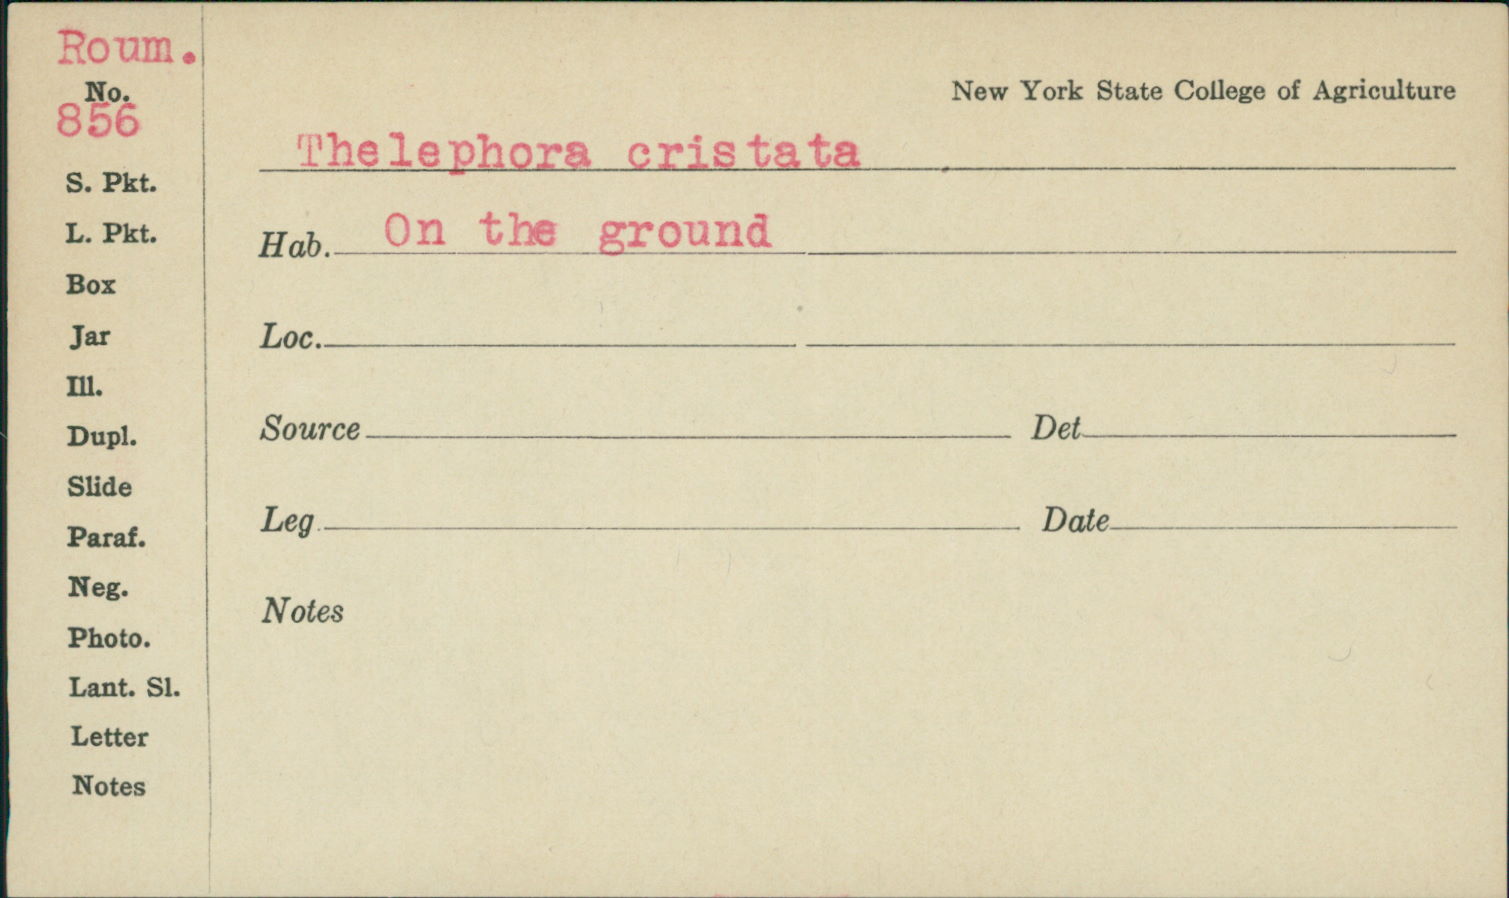 Roum.
No.
856
S. Pkt.
L. Pkt.
Box
Jar
Ill.
Dupl.
Slide
Paraf.
Neg.
Photo.
Lant. Sl.
Letter
Notes
New York State College of Agriculture
Thelephora cristata
Hab. On the ground
Loc.
Source Det
Leg Date
Notes